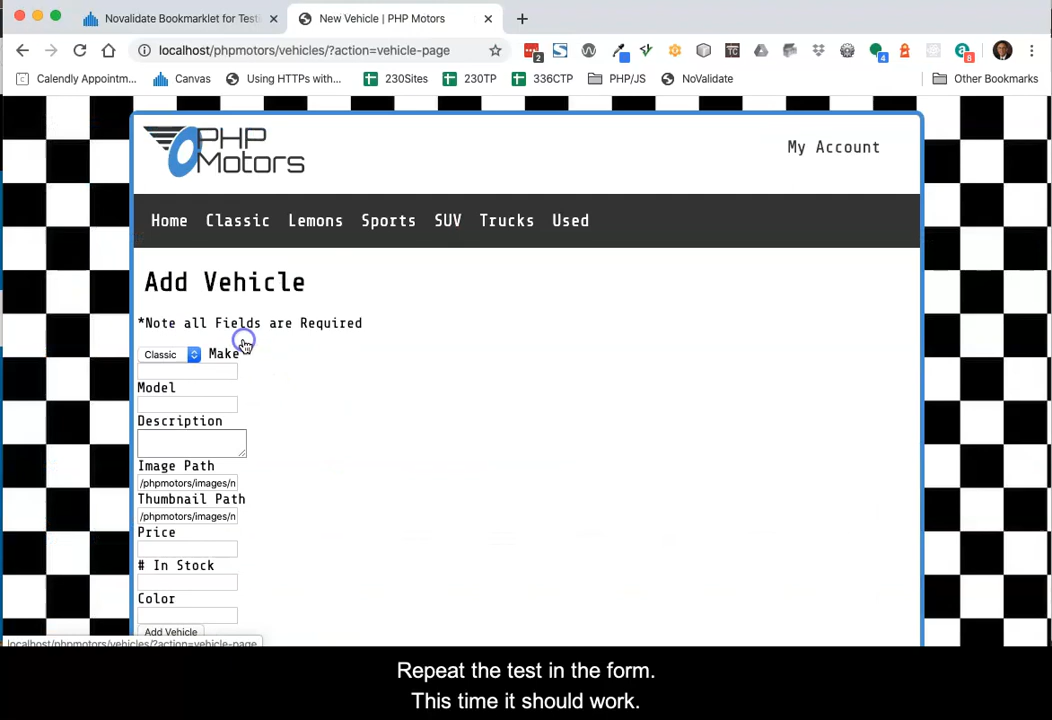 Novalidate Bookmarklet for Test
New Vehicle | PHP Motors
localhost/phpmotors/vehicles/?action=vehicle-page
2
4
8
Calendly Appointm...
Canvas
Using HTTPs with...
230Sites
230TP
336CTP
PHP/JS
NoValidate
Other Bookmarks
PHP
Motors
My Account
Home Classic Lemons Sports SUV Trucks Used
Add Vehicle
*Note all Fields are Required
Classic Make
Model
Description
Image Path
/phpmotors/images/n
Thumbnail Path
/phpmotors/images/n
Price
# In Stock
Color
Add Vehicle
localhost/phpmotors/vehicles/?action=vehicle-page
Repeat the test in the form.
This time it should work.